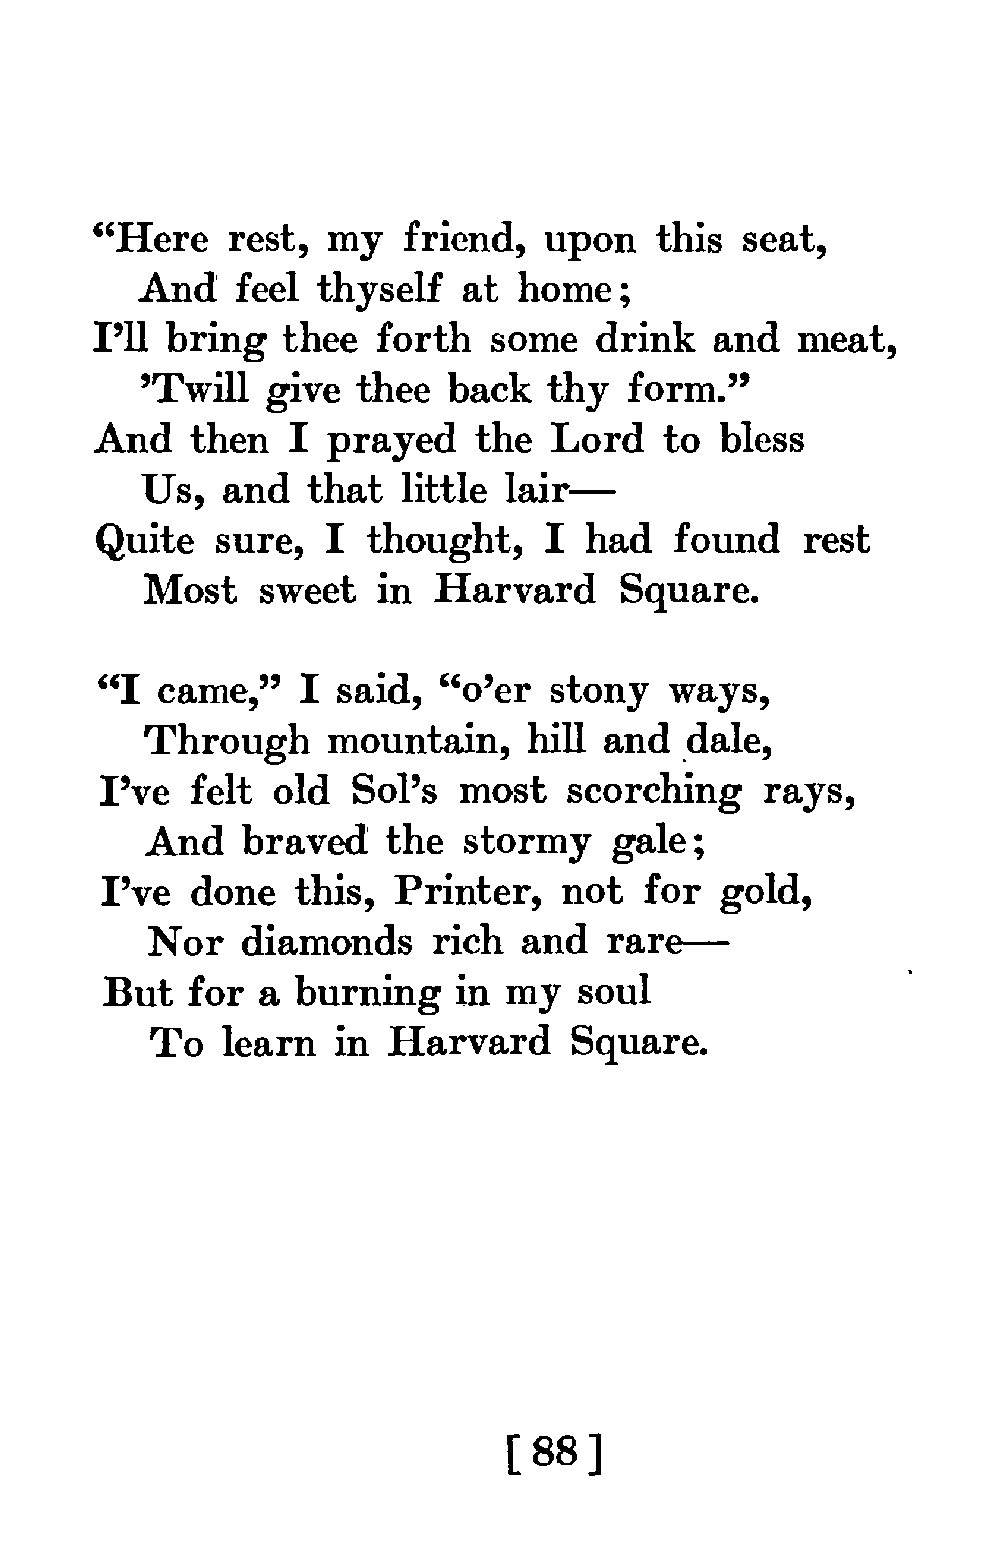 “Here rest, my friend, upon this seat,
And feel thyself at home;
I’ll bring thee forth some drink and meat,
’Twill give thee back thy form.”
And then I prayed the Lord to bless
Us, and that little lair—
Quite sure, I thought, I had found rest
Most sweet in Harvard Square.

“I came,” I said, “o’er stony ways,
Through mountain, hill and dale,
I’ve felt old Sol’s most scorching rays,
And braved the stormy gale;
I’ve done this, Printer, not for gold,
Nor diamonds rich and rare—
But for a burning in my soul
To learn in Harvard Square.

[ 88 ]